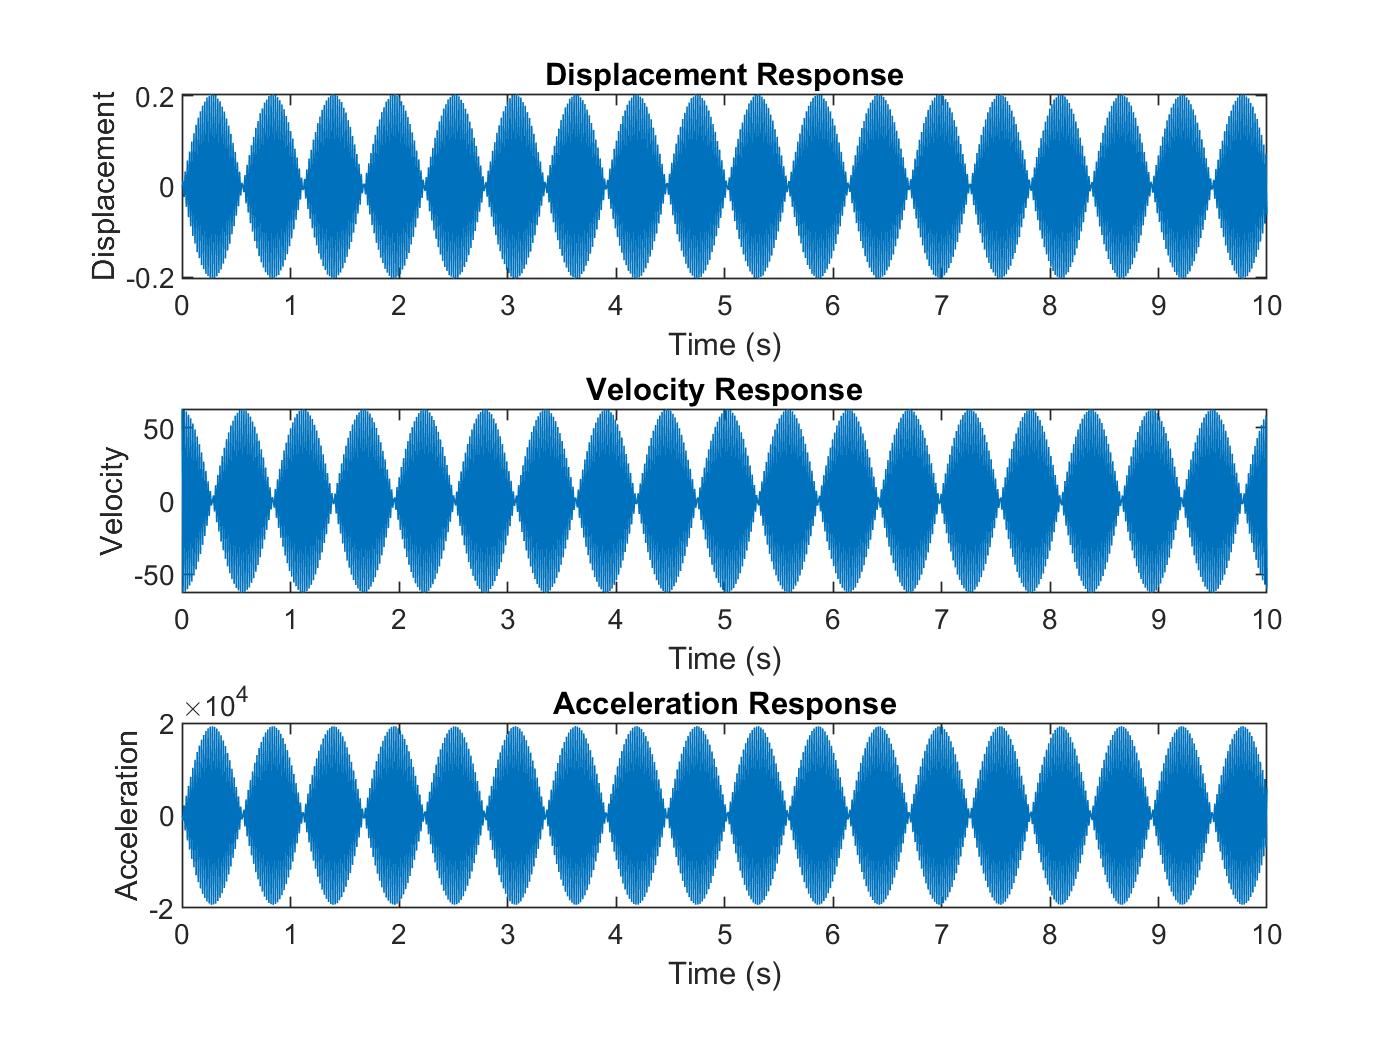 Displacement Response
0.2
0
-0.2
Displacement
0 1 2 3 4 5 6 7 8 9 10
Time (s)
Velocity Response
50
0
-50
Velocity
0 1 2 3 4 5 6 7 8 9 10
Time (s)
×10⁴
Acceleration Response
2
0
-2
Acceleration
0 1 2 3 4 5 6 7 8 9 10
Time (s)